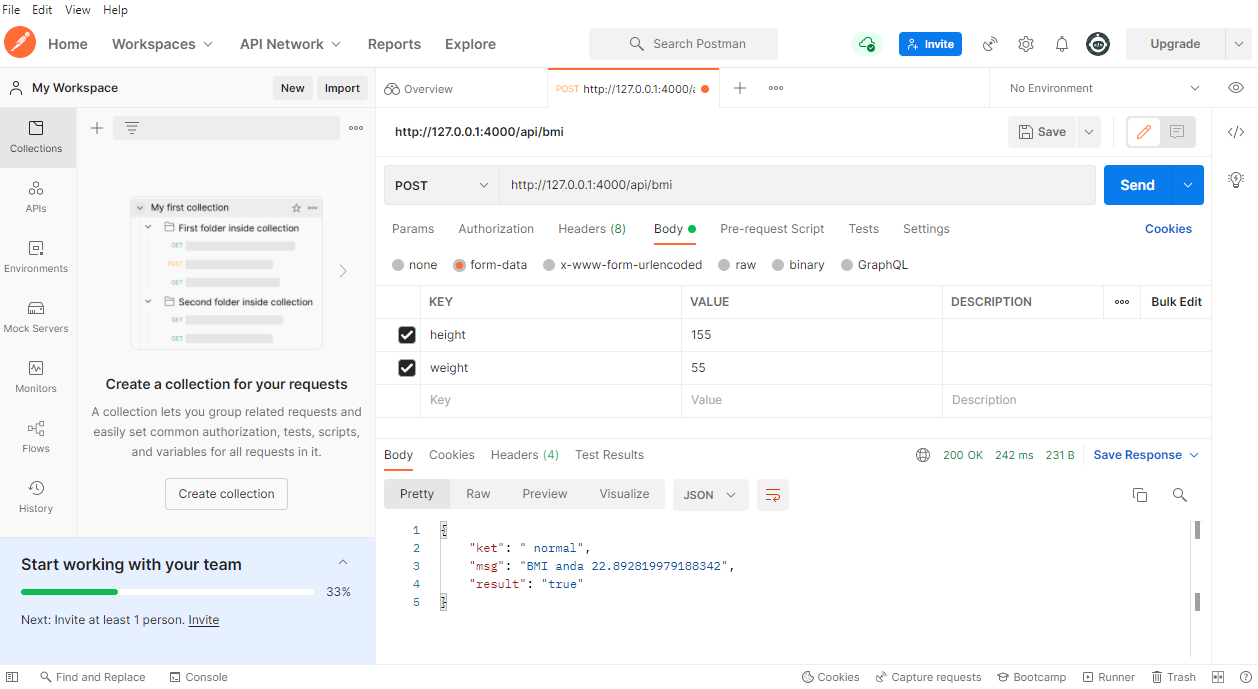 File Edit View Help
Home Workspaces API Network Reports Explore Search Postman Invite Upgrade
My Workspace New Import Overview POST http://127.0.0.1:4000/a No Environment
Collections
APIs
Environments
Mock Servers
Monitors
Flows
History
My first collection
First folder inside collection
GET
POST
GET
Second folder inside collection
GET
GET
Create a collection for your requests
A collection lets you group related requests and
easily set common authorization, tests, scripts,
and variables for all requests in it.
Create collection
Start working with your team
33%
Next: Invite at least 1 person. Invite
http://127.0.0.1:4000/api/bmi Save
POST http://127.0.0.1:4000/api/bmi Send
Params Authorization Headers (8) Body Pre-request Script Tests Settings Cookies
none form-data x-www-form-urlencoded raw binary GraphQL
KEY VALUE DESCRIPTION Bulk Edit
height 155
weight 55
Key Value Description
Body Cookies Headers (4) Test Results 200 OK 242 ms 231 B Save Response
Pretty Raw Preview Visualize JSON
1 {
2 "ket": " normal",
3 "msg": "BMI anda 22.892819979188342",
4 "result": "true"
5 }
Find and Replace Console Cookies Capture requests Bootcamp Runner Trash